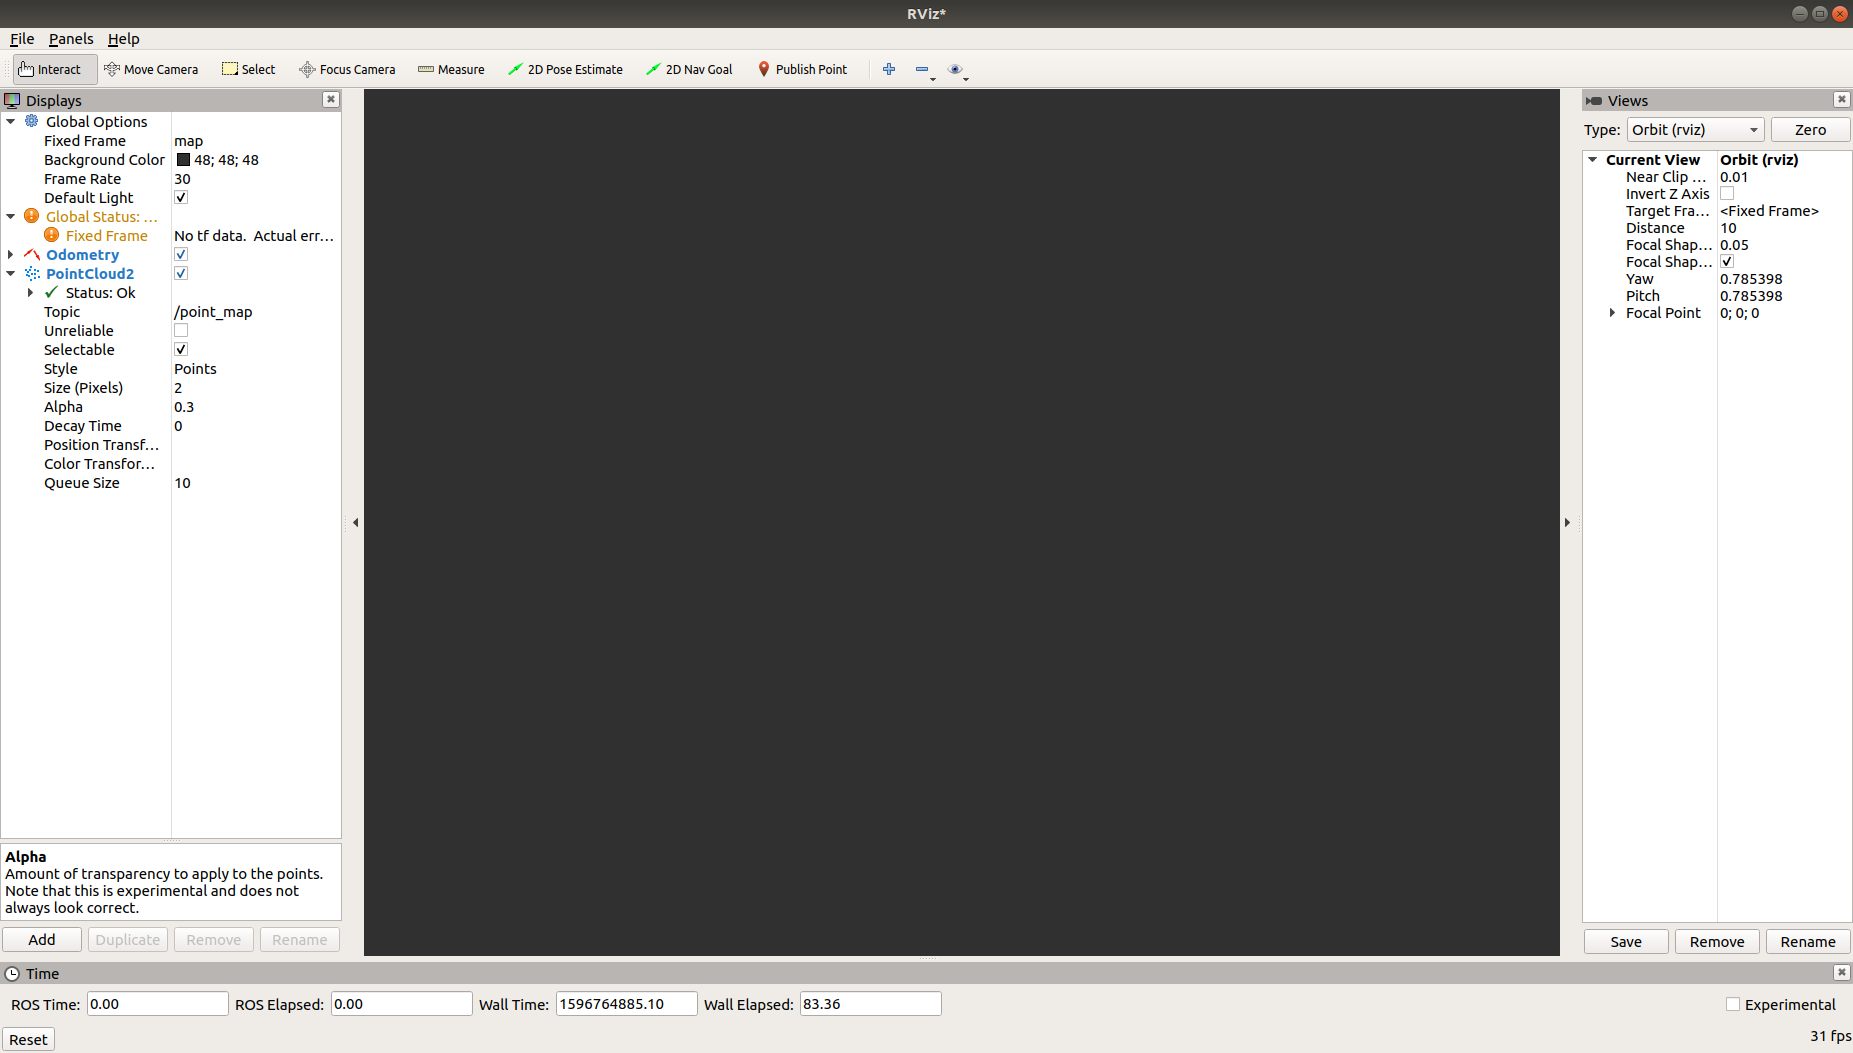 RViz*
File Panels Help
Interact Move Camera Select Focus Camera Measure 2D Pose Estimate 2D Nav Goal Publish Point
Displays
Global Options
Fixed Frame map
Background Color 48; 48; 48
Frame Rate 30
Default Light
Global Status: ...
Fixed Frame No tf data. Actual err...
Odometry
PointCloud2
Status: Ok
Topic /point_map
Unreliable
Selectable
Style Points
Size (Pixels) 2
Alpha 0.3
Decay Time 0
Position Transf...
Color Transfor...
Queue Size 10
Alpha
Amount of transparency to apply to the points.
Note that this is experimental and does not
always look correct.
Add Duplicate Remove Rename
Views
Type: Orbit (rviz) Zero
Current View Orbit (rviz)
Near Clip ... 0.01
Invert Z Axis
Target Fra... <Fixed Frame>
Distance 10
Focal Shap... 0.05
Focal Shap...
Yaw 0.785398
Pitch 0.785398
Focal Point 0; 0; 0
Save Remove Rename
Time
ROS Time: 0.00 ROS Elapsed: 0.00 Wall Time: 1596764885.10 Wall Elapsed: 83.36 Experimental
Reset 31 fps